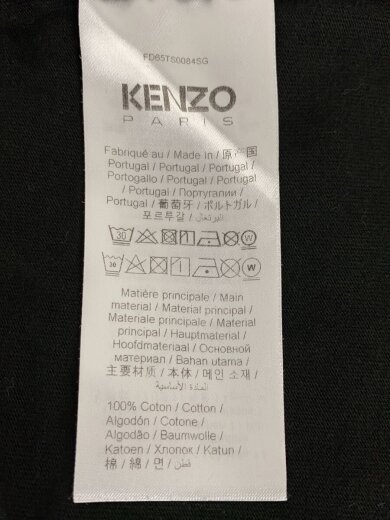 FD65TS0084SG
KENZO
PARIS
Fabriqué au / Made in / 原产国
Portugal / Portugal / Portugal /
Portogallo / Portugal / Portugal
/ Portugal / Португалии /
Portugal / 葡萄牙 / ポルトガル /
포르투갈 / البرتغال
30 W
30 W
Matière principale / Main
material / Material principal /
Materiale principale / Material
principal / Hauptmaterial /
Hoofdmateriaal / Основной
материал / Bahan utama /
主要材质 / 本体 / 메인 소재 /
المادة الأساسية
100% Coton / Cotton /
Algodón / Cotone /
Algodão / Baumwolle /
Katoen / Хлопок / Katun /
棉 / 綿 / 면 / قطن